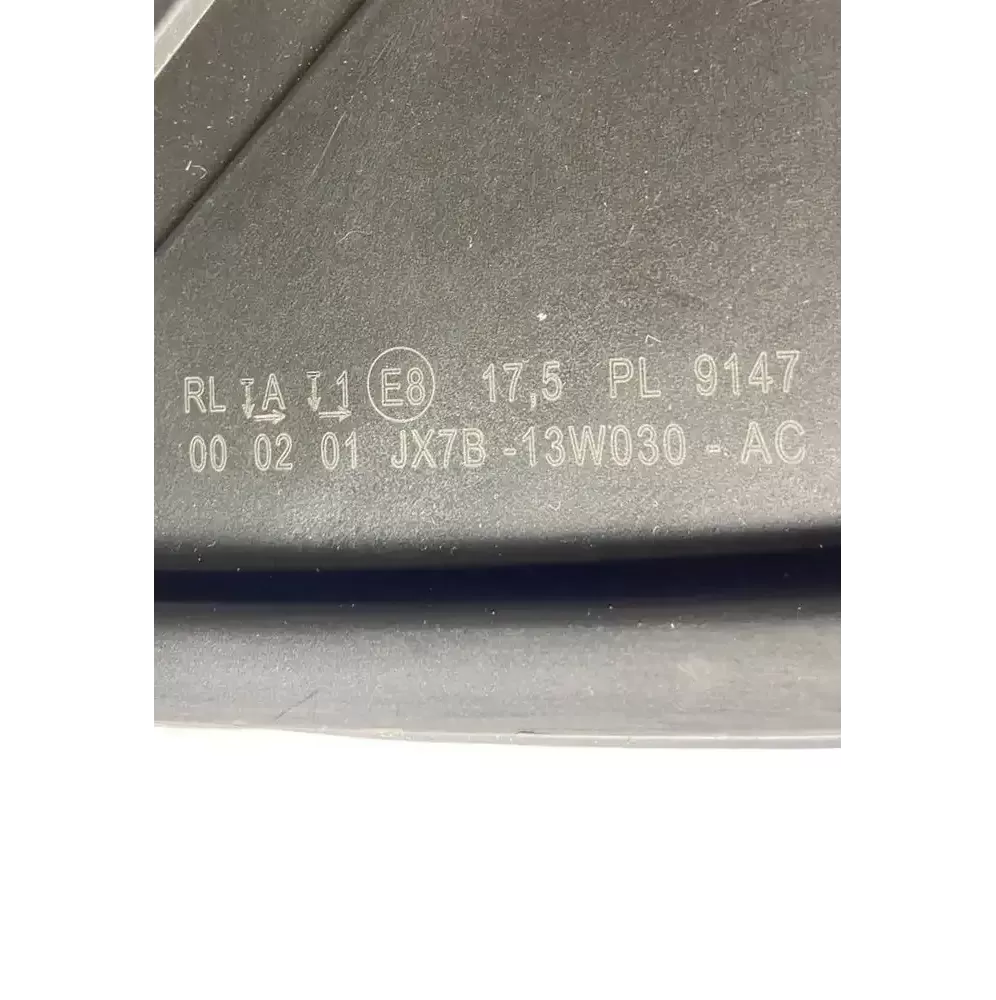 RL A 1 E8 17,5 PL 9147
00 02 01 JX7B -13W030 - AC